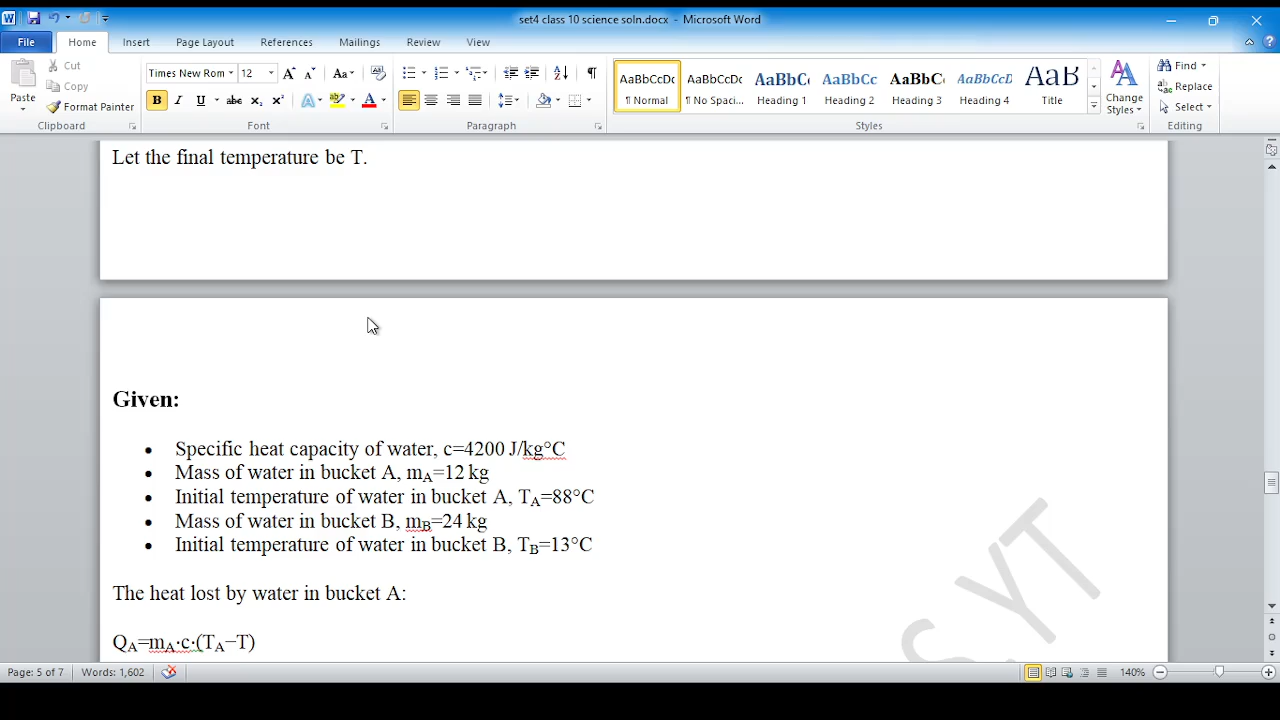 set4 class 10 science soln.docx - Microsoft Word
File Home Insert Page Layout References Mailings Review View
Paste Cut Copy Format Painter
Times New Rom 12
AaBbCcDc AaBbCcDc AaBbC AaBbCc AaBbC AaBbCcD AaB
¶ Normal ¶ No Spaci... Heading 1 Heading 2 Heading 3 Heading 4 Title
Change Styles
Find Replace Select
Clipboard Font Paragraph Styles Editing
Let the final temperature be T.
Given:
• Specific heat capacity of water, c=4200 J/kg°C
• Mass of water in bucket A, mA=12 kg
• Initial temperature of water in bucket A, TA=88°C
• Mass of water in bucket B, mB=24 kg
• Initial temperature of water in bucket B, TB=13°C
The heat lost by water in bucket A:
QA=mA·c·(TA−T)
S YT
Page: 5 of 7 Words: 1,602 140%